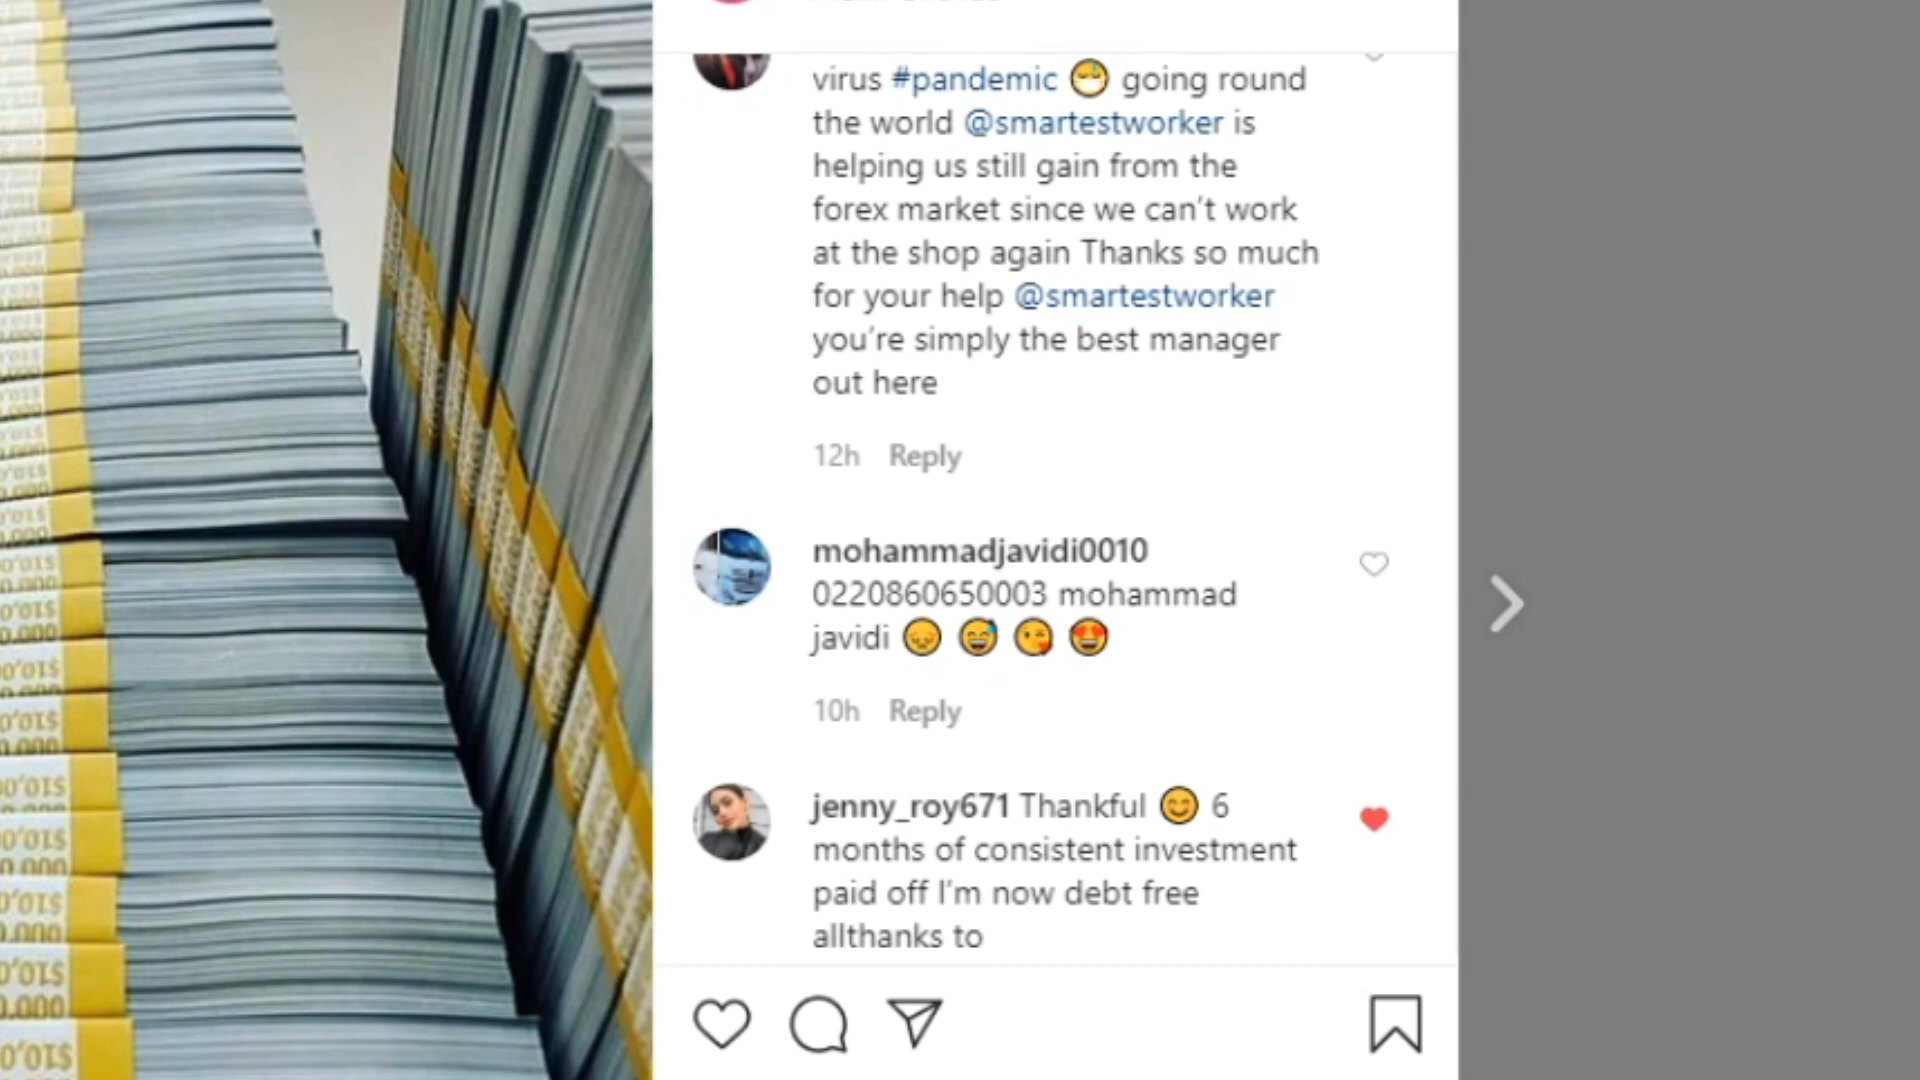 virus #pandemic 😷 going round
the world @smartestworker is
helping us still gain from the
forex market since we can't work
at the shop again Thanks so much
for your help @smartestworker
you're simply the best manager
out here
12h Reply
mohammadjavidi0010
0220860650003 mohammad
javidi 😔 😅 😘 😍
10h Reply
jenny_roy671 Thankful 😊 6
months of consistent investment
paid off I'm now debt free
allthanks to